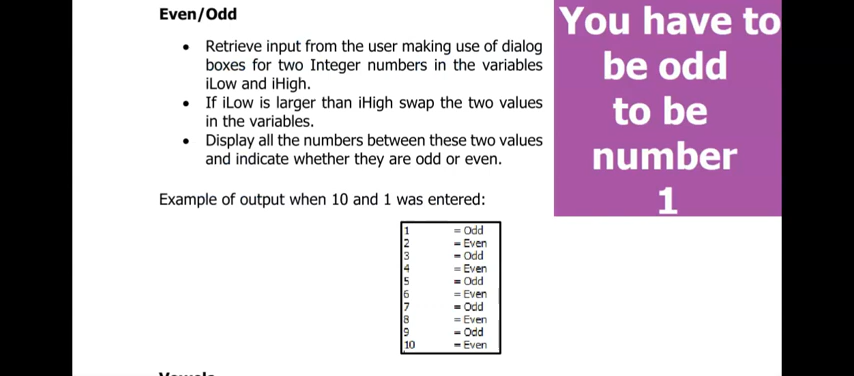 Even/Odd
• Retrieve input from the user making use of dialog
boxes for two Integer numbers in the variables
iLow and iHigh.
• If iLow is larger than iHigh swap the two values
in the variables.
• Display all the numbers between these two values
and indicate whether they are odd or even.
Example of output when 10 and 1 was entered:
1 = Odd
2 = Even
3 = Odd
4 = Even
5 = Odd
6 = Even
7 = Odd
8 = Even
9 = Odd
10 = Even
You have to
be odd
to be
number
1